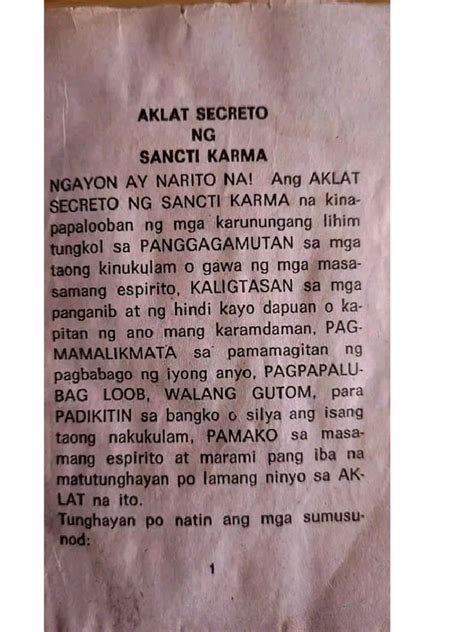 AKLAT SECRETO
NG
SANCTI KARMA
NGAYON AY NARITO NA! Ang AKLAT
SECRETO NG SANCTI KARMA na kina-
papalooban ng mga karunungang lihim
tungkol sa PANGGAGAMUTAN sa mga
taong kinukulam o gawa ng mga masa-
samang espirito, KALIGTASAN sa mga
panganib at ng hindi kayo dapuan o ka-
pitan ng ano mang karamdaman, PAG-
MAMALIKMATA sa pamamagitan ng
pagbabago ng iyong anyo, PAGPAPALU-
BAG LOOB, WALANG GUTOM, para
PADIKITIN sa bangko o silya ang isang
taong nakukulam, PAMAKO sa masa-
mang espirito at marami pang iba na
matutunghayan po lamang ninyo sa AK-
LAT na ito.
Tunghayan po natin ang mga sumusu-
nod:
1